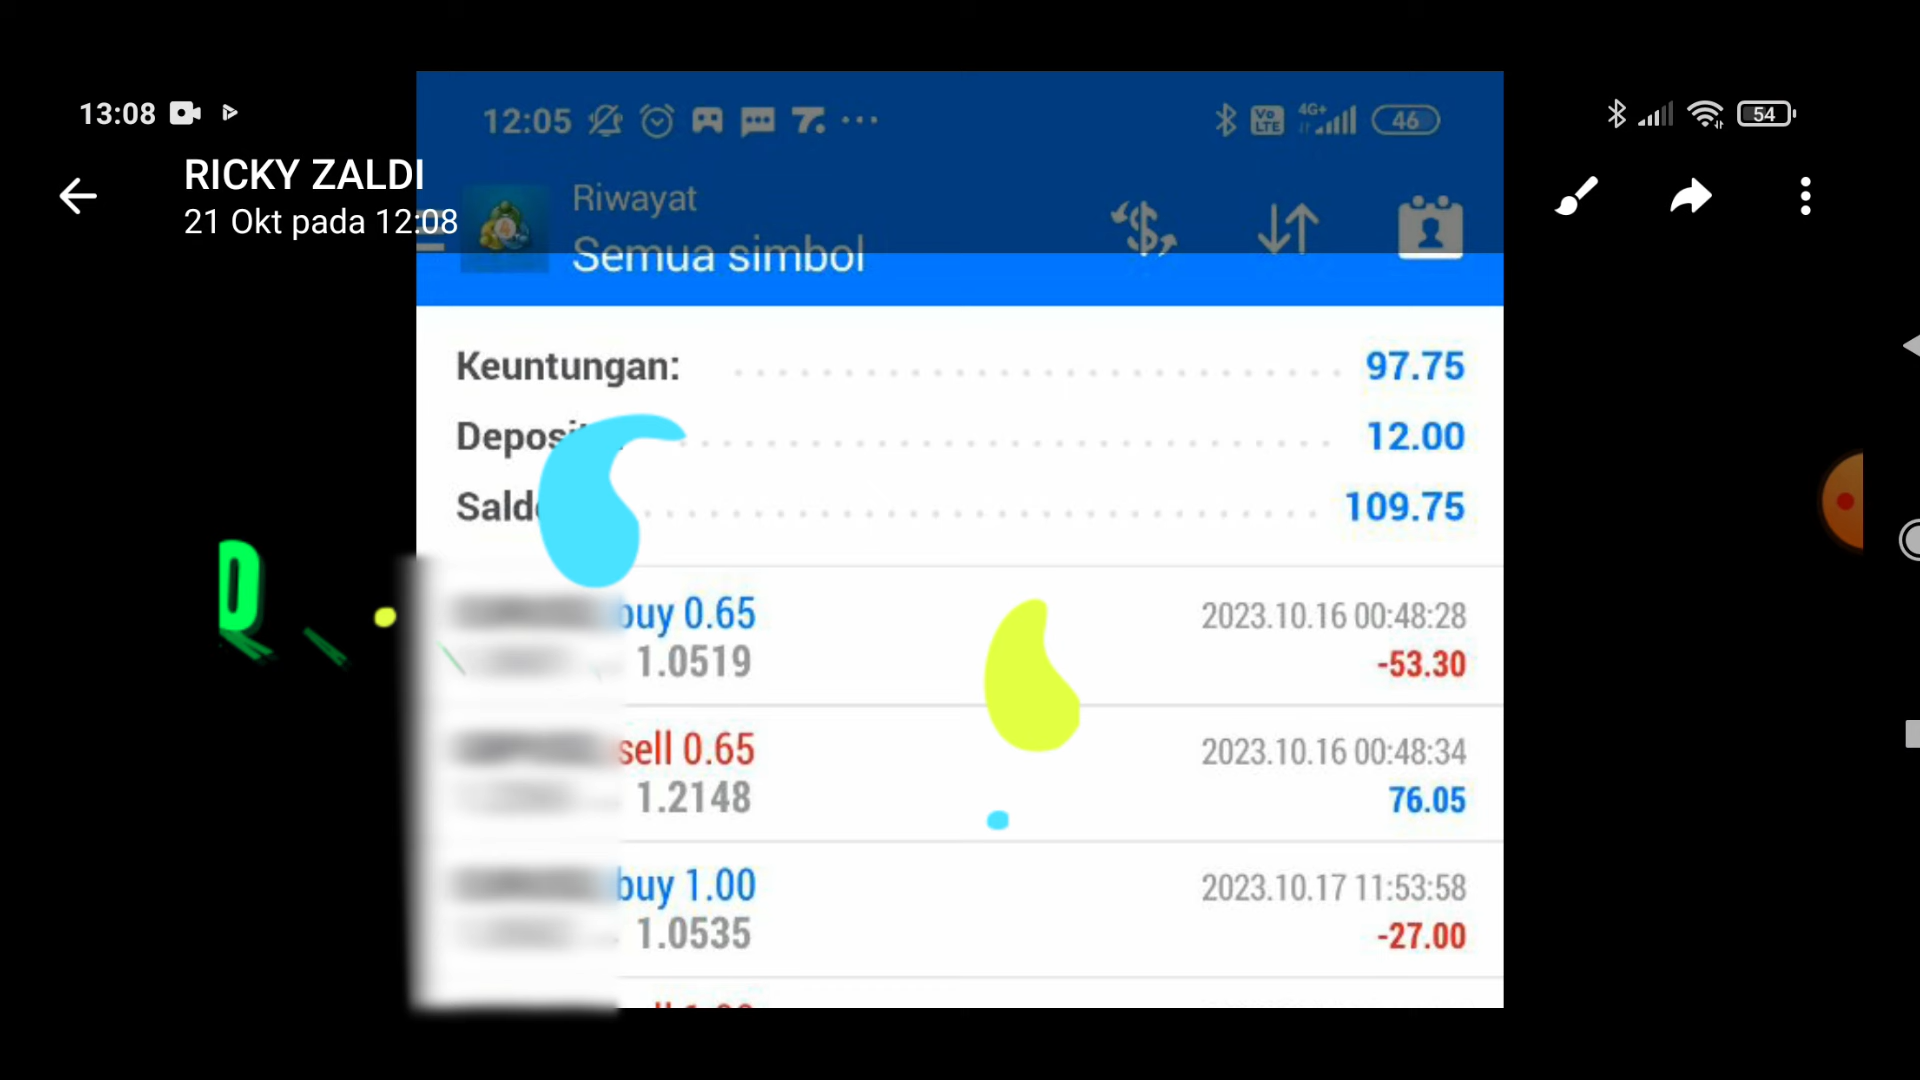 13:08
RICKY ZALDI
21 Okt pada 12:08
12:05
Vo LTE 4G+ 46
54
Riwayat
Semua simbol
Keuntungan: 97.75
12.00
109.75
buy 0.65 2023.10.16 00:48:28
1.0519 -53.30
sell 0.65 2023.10.16 00:48:34
1.2148 76.05
buy 1.00 2023.10.17 11:53:58
1.0535 -27.00
D